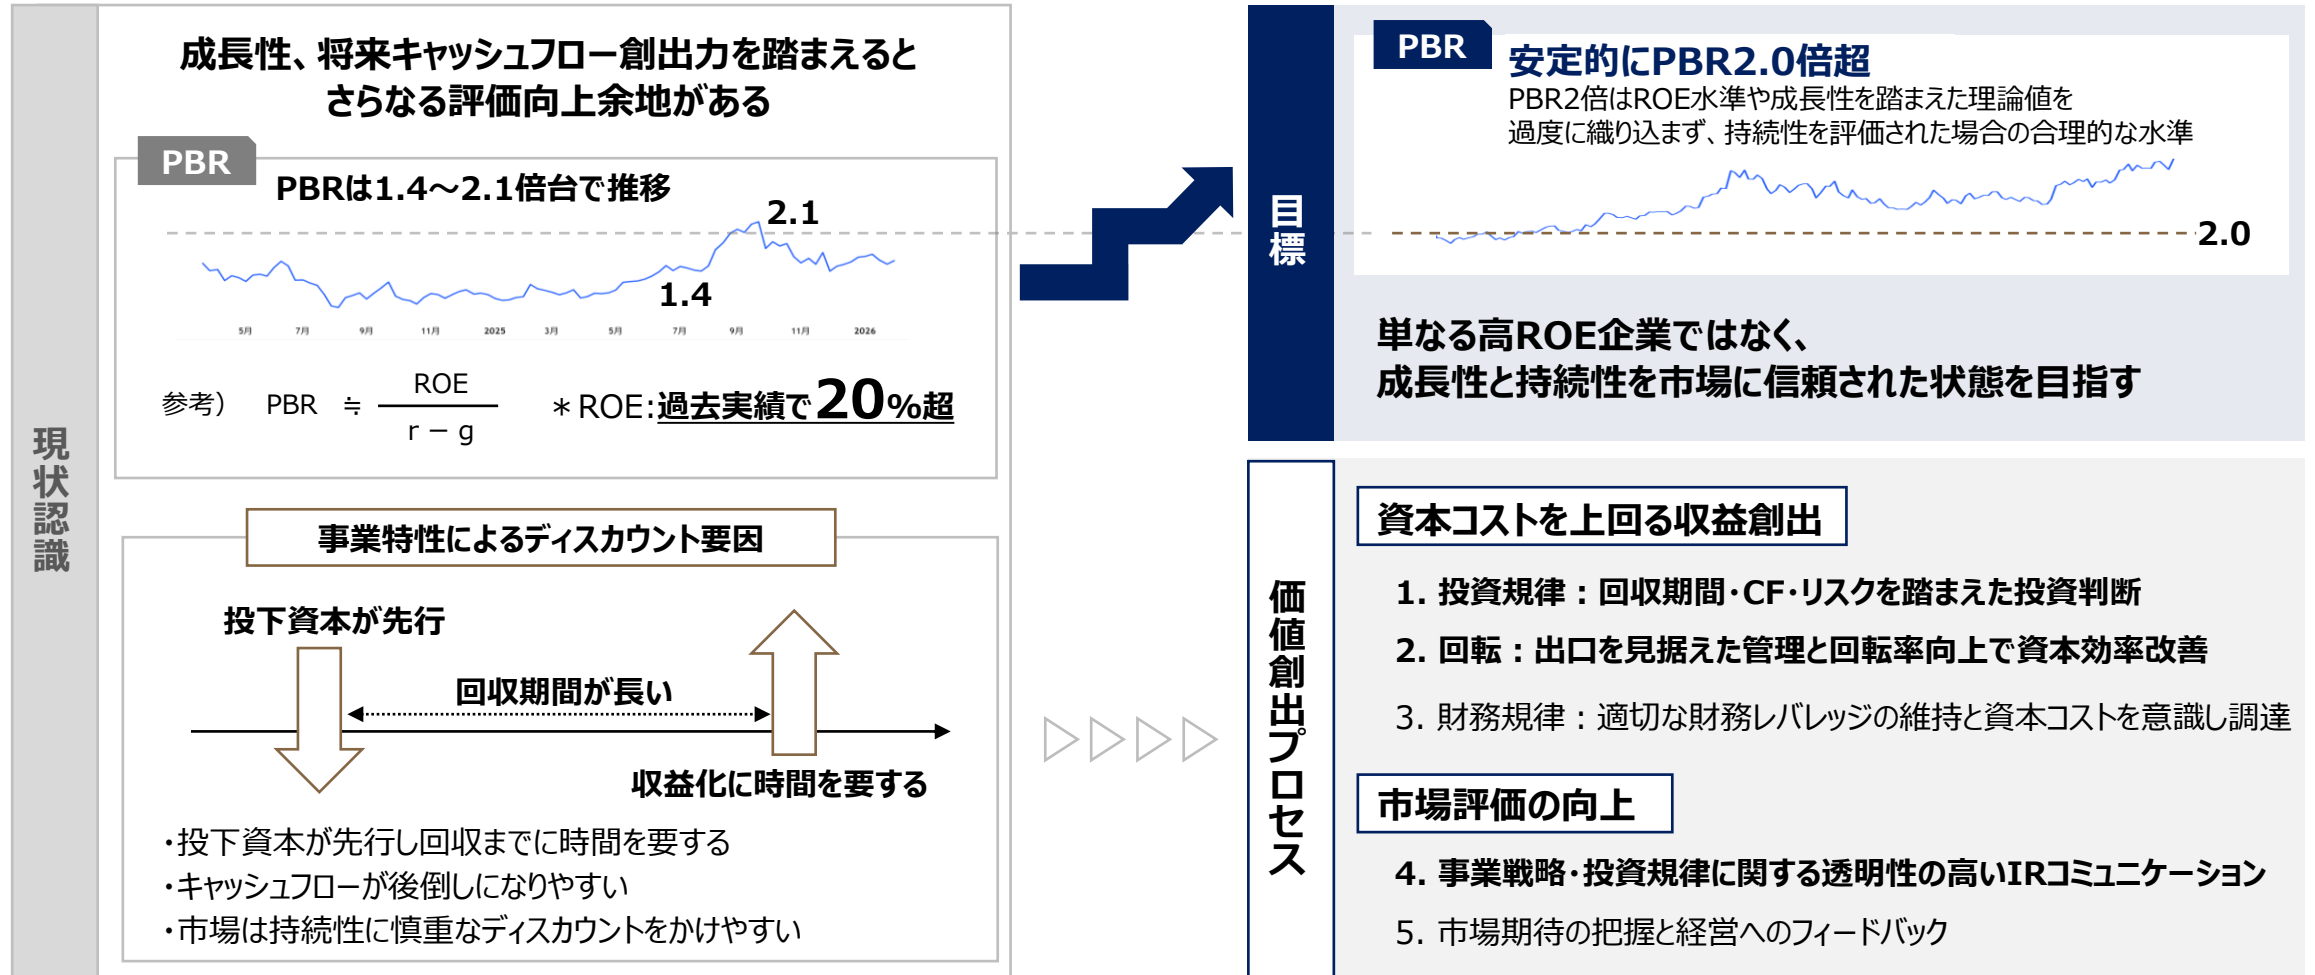 現状認識
成長性、将来キャッシュフロー創出力を踏まえると
さらなる評価向上余地がある
PBR
PBRは1.4～2.1倍台で推移
2.1
1.4
5月 7月 9月 11月 2025 3月 5月 7月 9月 11月 2026
参考） PBR ≒ ROE
r － g
＊ROE:過去実績で20%超
事業特性によるディスカウント要因
投下資本が先行
回収期間が長い
収益化に時間を要する
・投下資本が先行し回収までに時間を要する
・キャッシュフローが後倒しになりやすい
・市場は持続性に慎重なディスカウントをかけやすい
目標
PBR
安定的にPBR2.0倍超
PBR2倍はROE水準や成長性を踏まえた理論値を
過度に織り込まず、持続性を評価された場合の合理的な水準
2.0
単なる高ROE企業ではなく、
成長性と持続性を市場に信頼された状態を目指す
価値創出プロセス
資本コストを上回る収益創出
1. 投資規律：回収期間・CF・リスクを踏まえた投資判断
2. 回転：出口を見据えた管理と回転率向上で資本効率改善
3. 財務規律：適切な財務レバレッジの維持と資本コストを意識し調達
市場評価の向上
4. 事業戦略・投資規律に関する透明性の高いIRコミュニケーション
5. 市場期待の把握と経営へのフィードバック